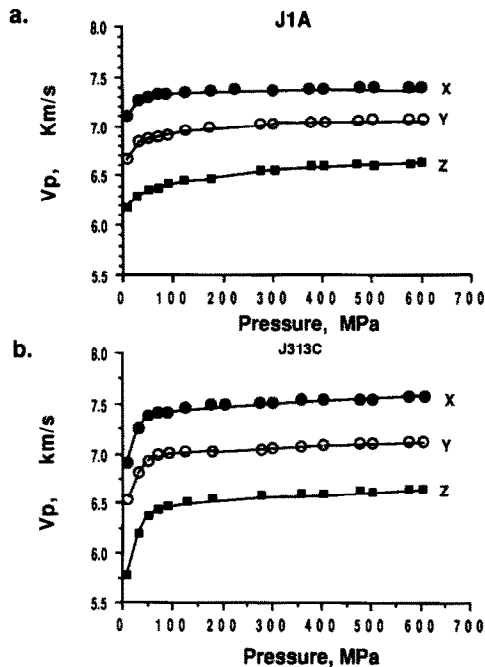 a.
J1A
Vp, Km/s
8.0
7.5
7.0
6.5
6.0
5.5
X
Y
Z
0 100 200 300 400 500 600 700
Pressure, MPa
b.
J313C
Vp, km/s
8.0
7.5
7.0
6.5
6.0
5.5
X
Y
Z
0 100 200 300 400 500 600 700
Pressure, MPa